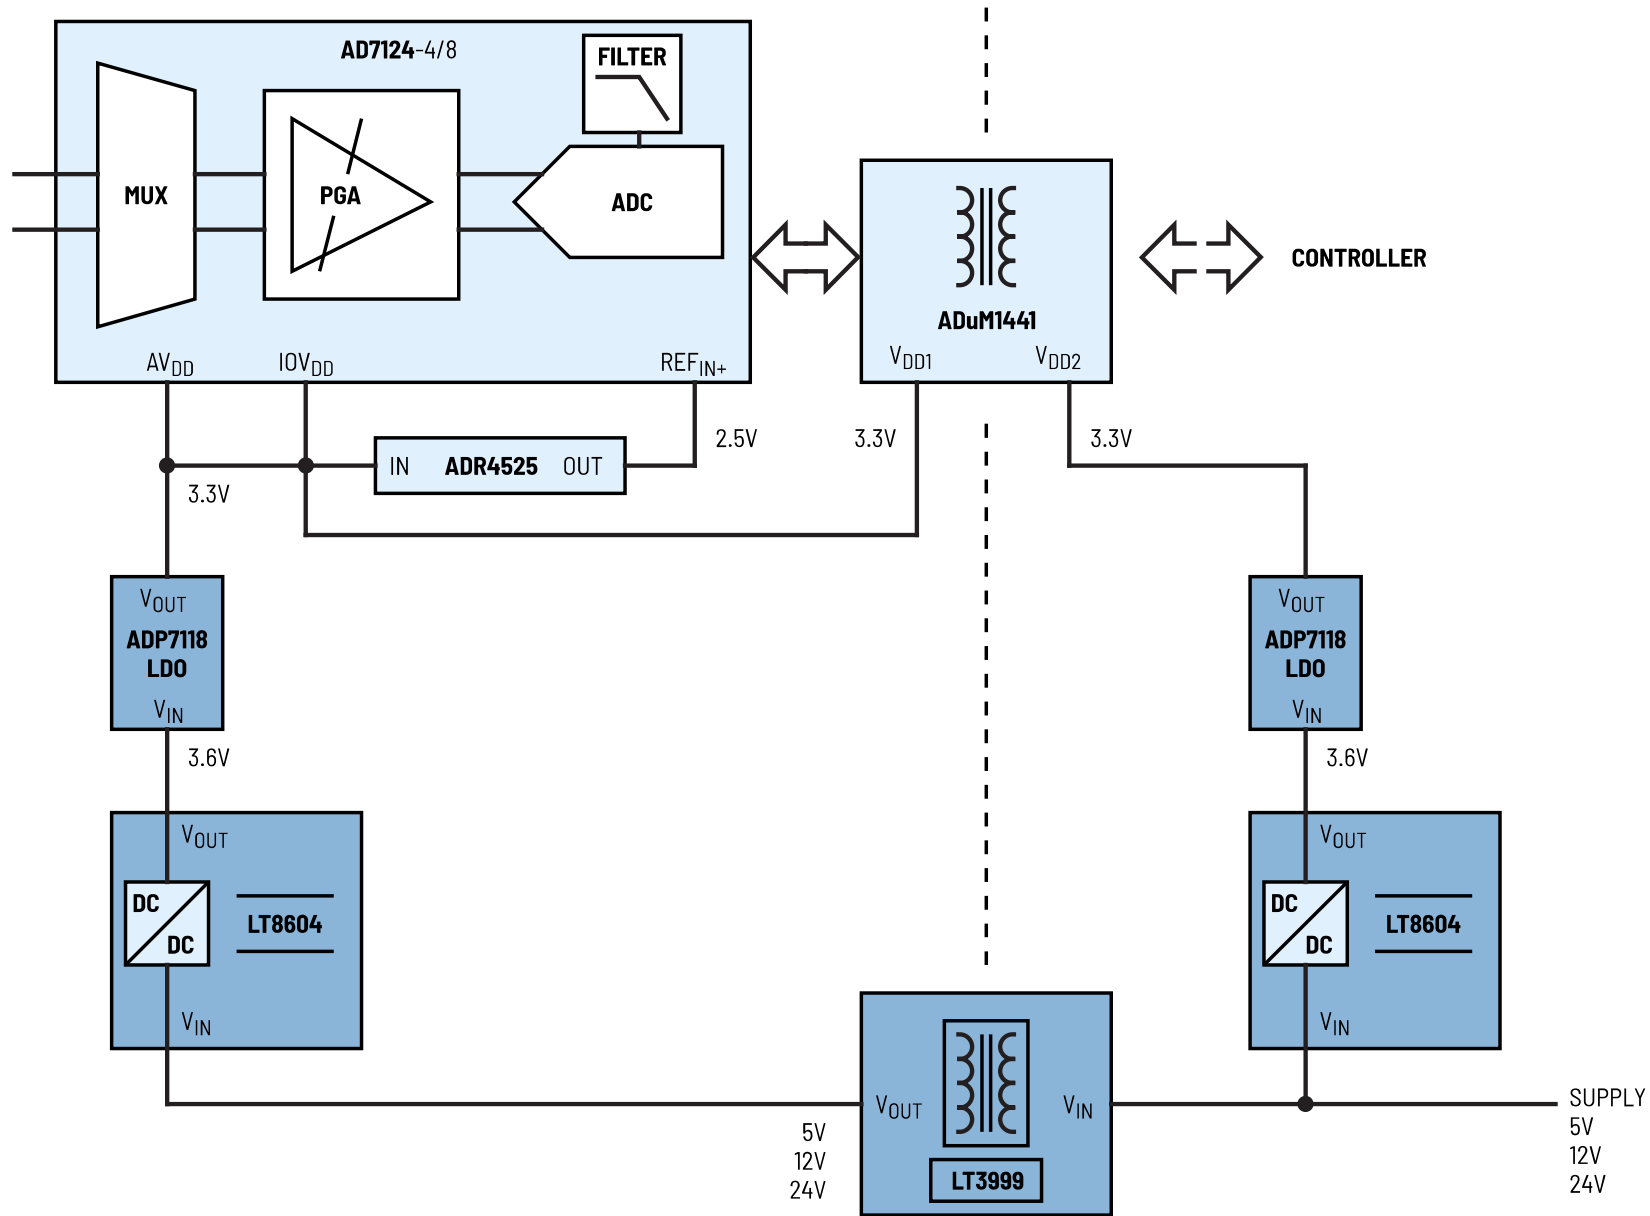 AD7124-4/8
FILTER
MUX
PGA
ADC
AVDD
IOVDD
REFIN+
ADuM1441
VDD1
VDD2
CONTROLLER
IN ADR4525 OUT
2.5V
3.3V
3.3V
3.3V
VOUT
ADP7118
LDO
VIN
3.6V
VOUT
DC
DC
LT8604
VIN
VOUT
ADP7118
LDO
VIN
3.6V
VOUT
DC
DC
LT8604
VIN
VOUT
VIN
LT3999
5V
12V
24V
SUPPLY
5V
12V
24V